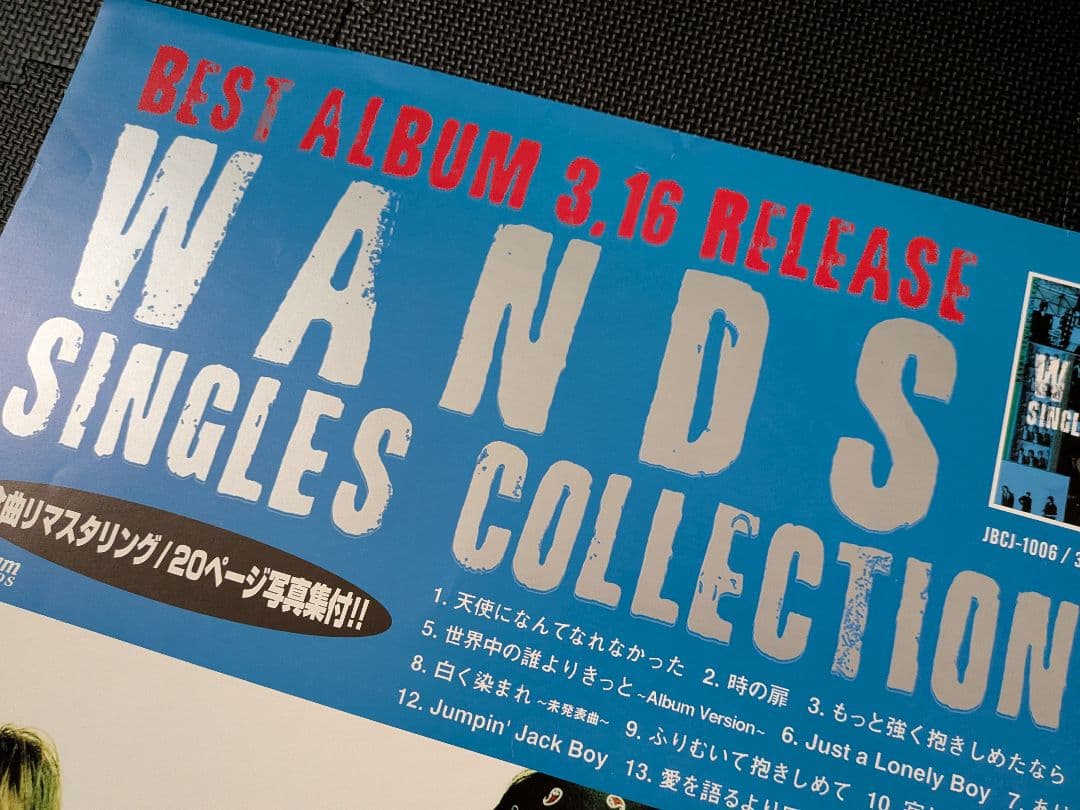 BEST ALBUM 3.16 RELEASE
WANDS
SINGLES COLLECTION
曲リマスタリング/20ページ写真集付!!
W
SINGL
JBCJ-1006 / 3
1. 天使になんてなれなかった 2. 時の扉 3. もっと強く抱きしめたなら
5. 世界中の誰よりきっと~Album Version~ 6. Just a Lonely Boy 7.
8. 白く染まれ ~未発表曲~ 9. ふりむいて抱きしめて 10.
12. Jumpin' Jack Boy 13. 愛を語るより